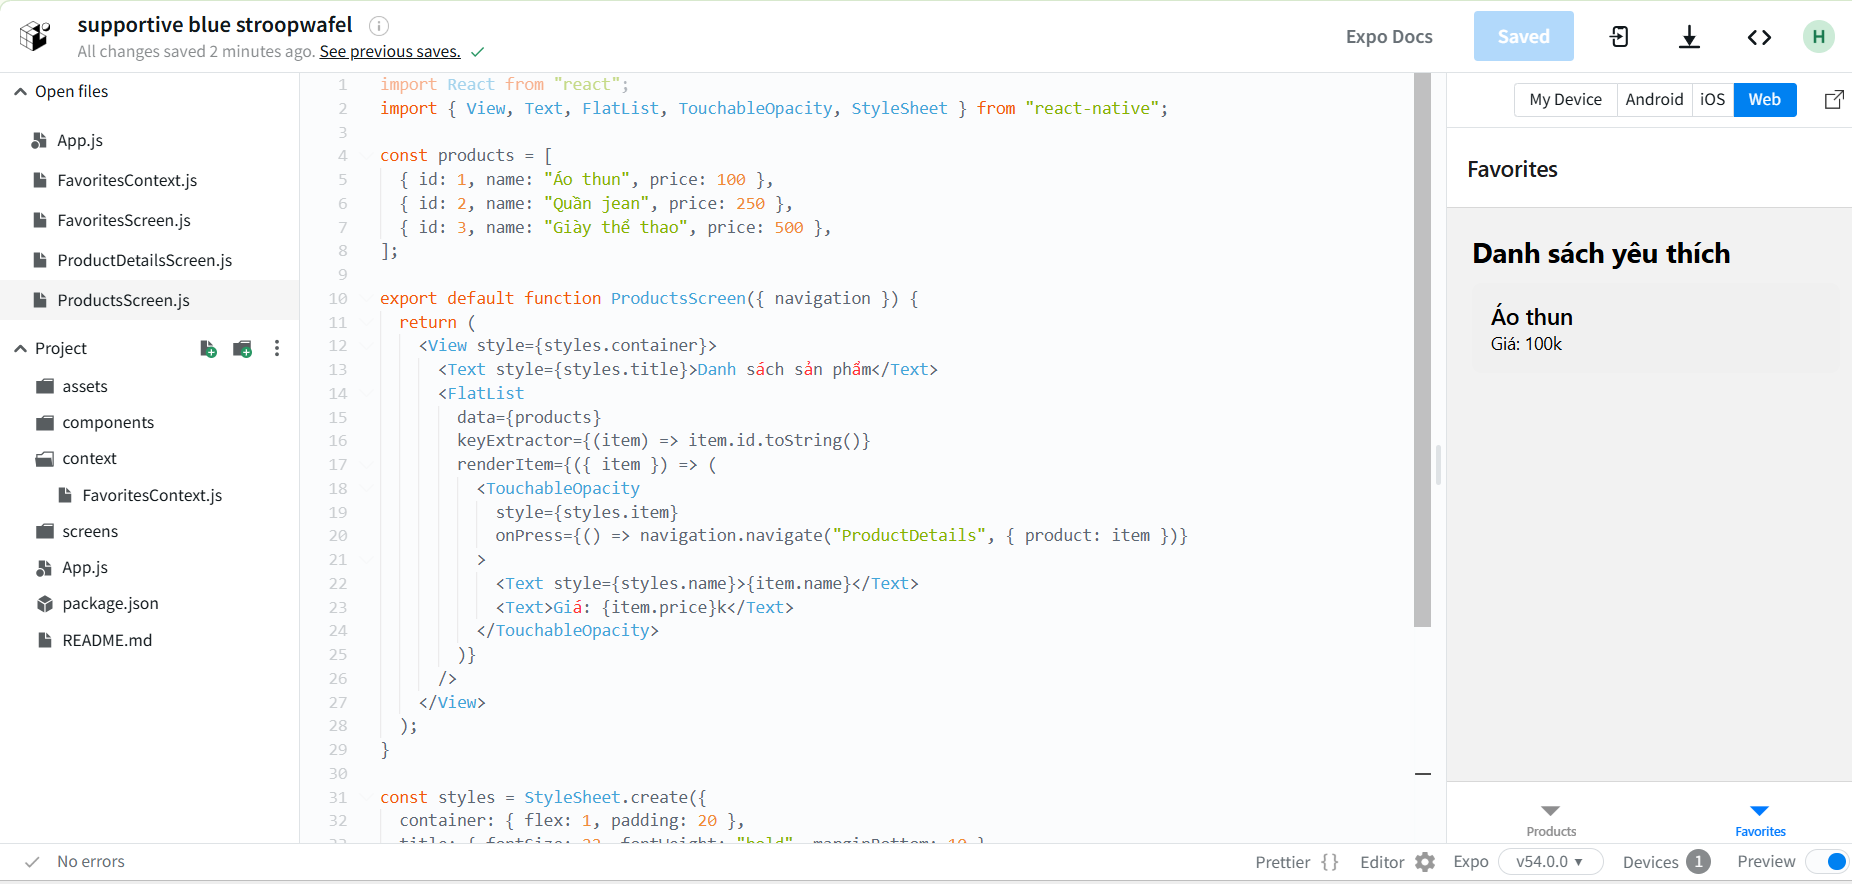 supportive blue stroopwafel
All changes saved 2 minutes ago. See previous saves.
Expo Docs
Saved
H
Open files
App.js
FavoritesContext.js
FavoritesScreen.js
ProductDetailsScreen.js
ProductsScreen.js
Project
assets
components
context
FavoritesContext.js
screens
App.js
package.json
README.md
1 import React from "react";
2 import { View, Text, FlatList, TouchableOpacity, StyleSheet } from "react-native";
3
4 const products = [
5 { id: 1, name: "Áo thun", price: 100 },
6 { id: 2, name: "Quần jean", price: 250 },
7 { id: 3, name: "Giày thể thao", price: 500 },
8 ];
9
10 export default function ProductsScreen({ navigation }) {
11 return (
12 <View style={styles.container}>
13 <Text style={styles.title}>Danh sách sản phẩm</Text>
14 <FlatList
15 data={products}
16 keyExtractor={(item) => item.id.toString()}
17 renderItem={({ item }) => (
18 <TouchableOpacity
19 style={styles.item}
20 onPress={() => navigation.navigate("ProductDetails", { product: item })}
21 >
22 <Text style={styles.name}>{item.name}</Text>
23 <Text>Giá: {item.price}k</Text>
24 </TouchableOpacity>
25 )}
26 />
27 </View>
28 );
29 }
30
31 const styles = StyleSheet.create({
32 container: { flex: 1, padding: 20 },
33 title: { fontSize: 22, fontWeight: "bold", marginBottom: 10 }
My Device
Android
iOS
Web
Favorites
Danh sách yêu thích
Áo thun
Giá: 100k
Products
Favorites
No errors
Prettier {}
Editor
Expo
v54.0.0
Devices 1
Preview